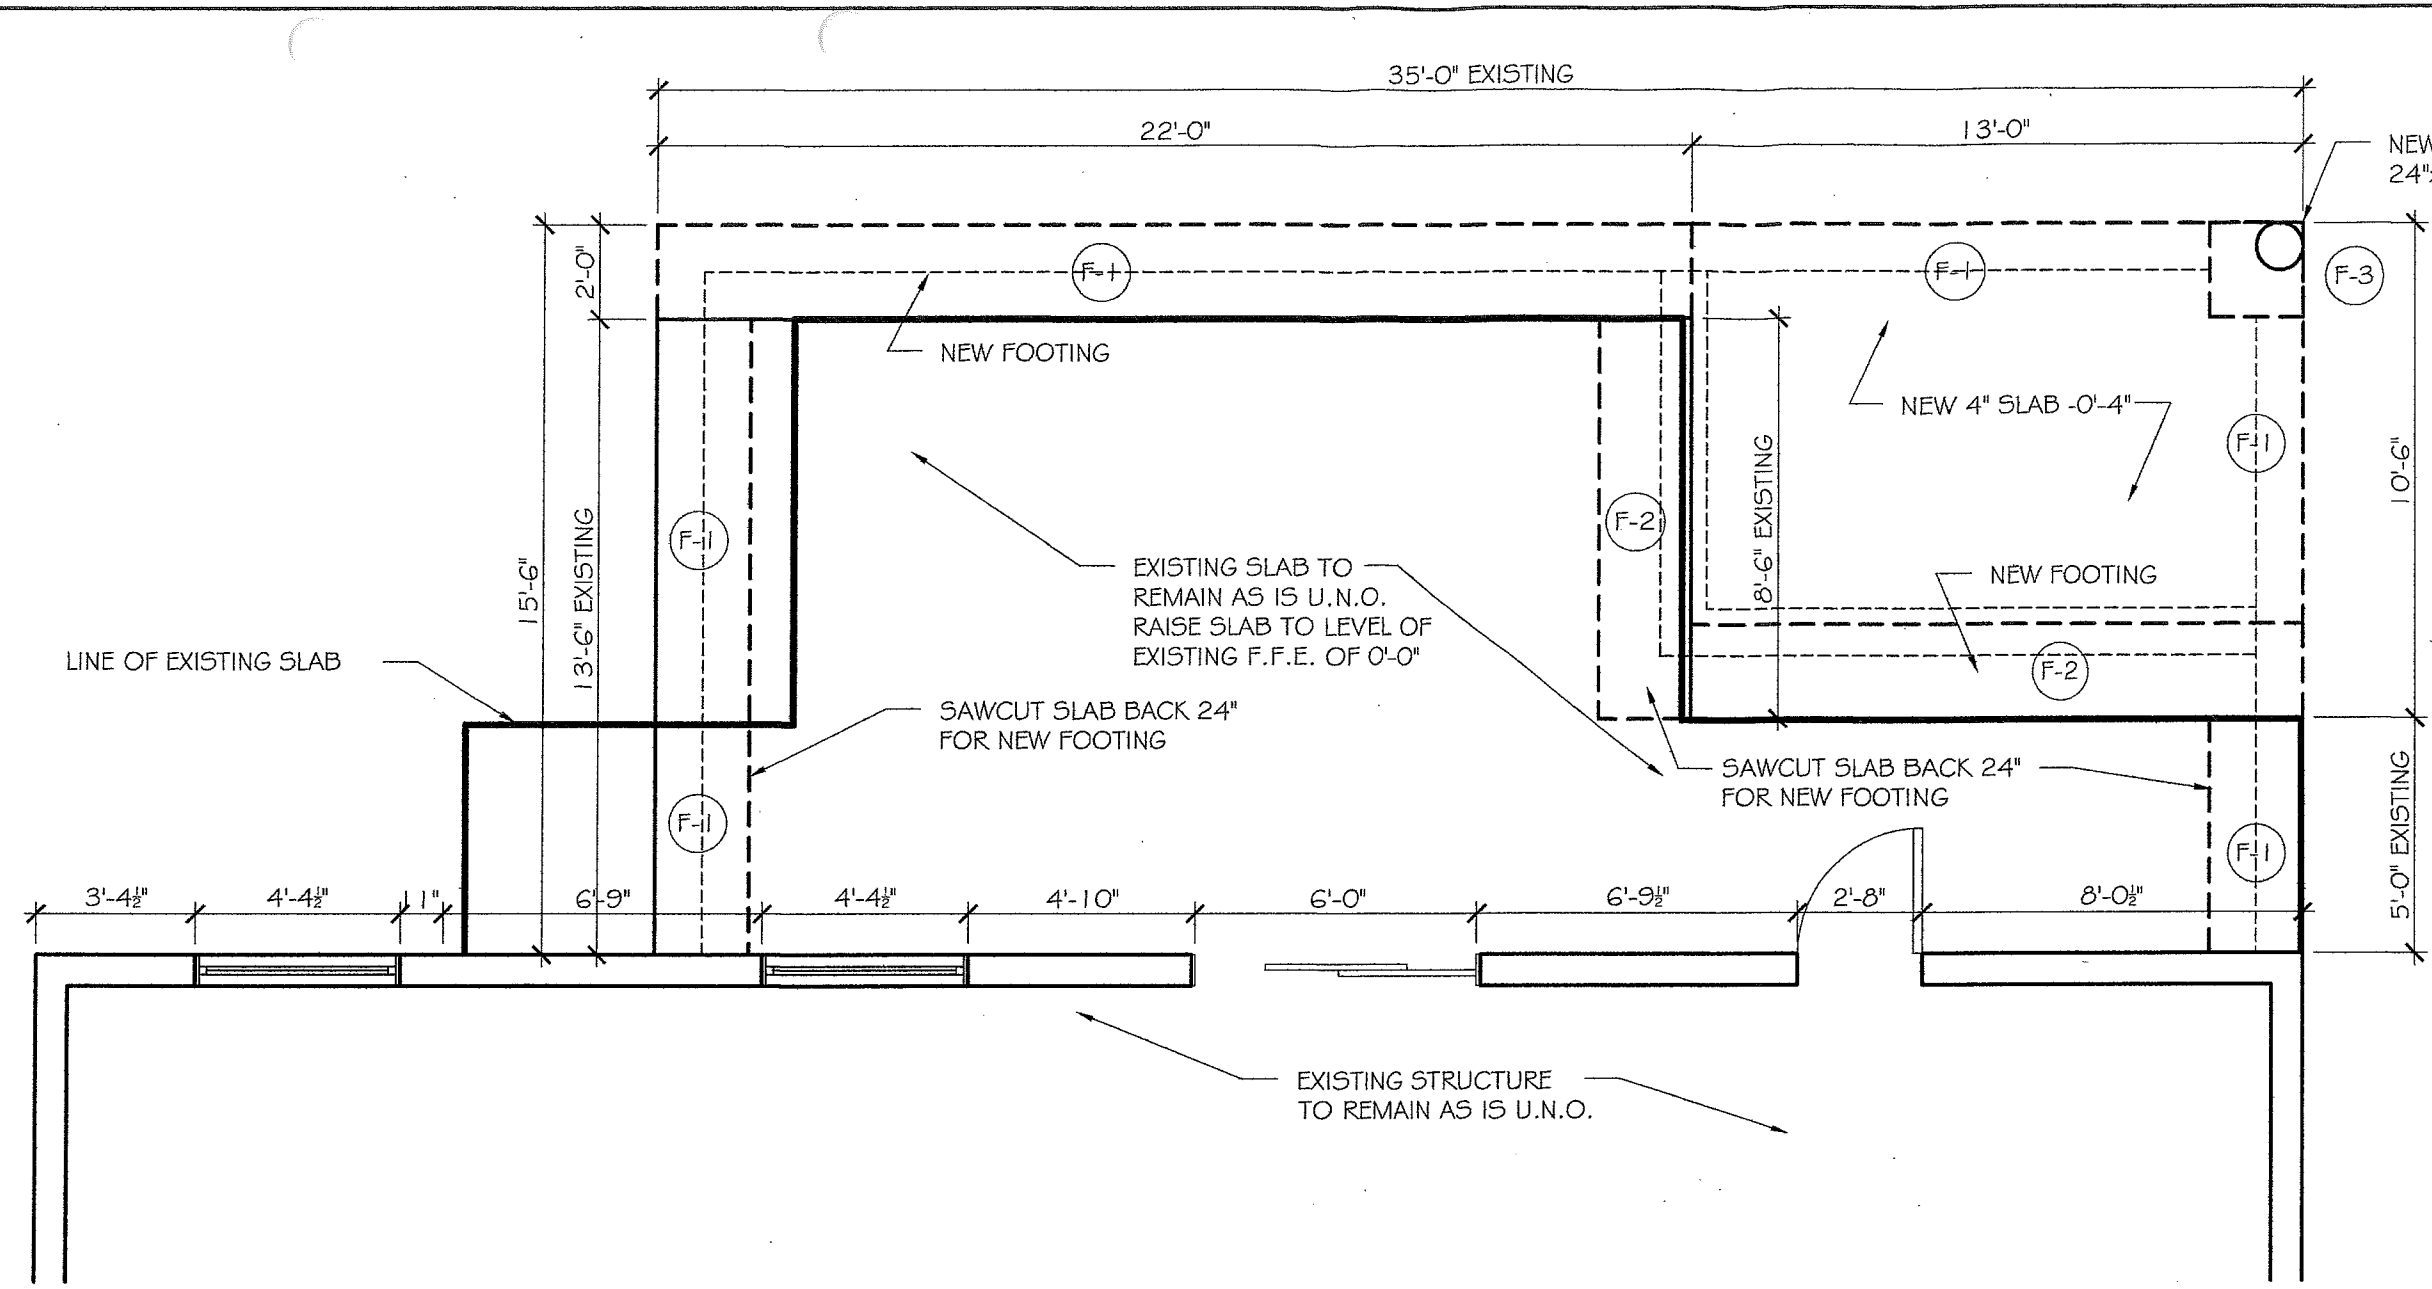 35'-0" EXISTING
22'-0"
13'-0"
NEW
24"
2'-0"
F-1
F-1
F-3
NEW FOOTING
NEW 4" SLAB -0'-4"
F-1
10'-6"
8'-6" EXISTING
F-2
F-1
15'-6"
13'-6" EXISTING
EXISTING SLAB TO
REMAIN AS IS U.N.O.
RAISE SLAB TO LEVEL OF
EXISTING F.F.E. OF 0'-0"
NEW FOOTING
LINE OF EXISTING SLAB
F-2
SAWCUT SLAB BACK 24"
FOR NEW FOOTING
SAWCUT SLAB BACK 24"
FOR NEW FOOTING
F-1
F-1
5'-0" EXISTING
3'-4½"
4'-4½"
11"
6'-9"
4'-4½"
4'-10"
6'-0"
6'-9½"
2'-8"
8'-0½"
EXISTING STRUCTURE
TO REMAIN AS IS U.N.O.